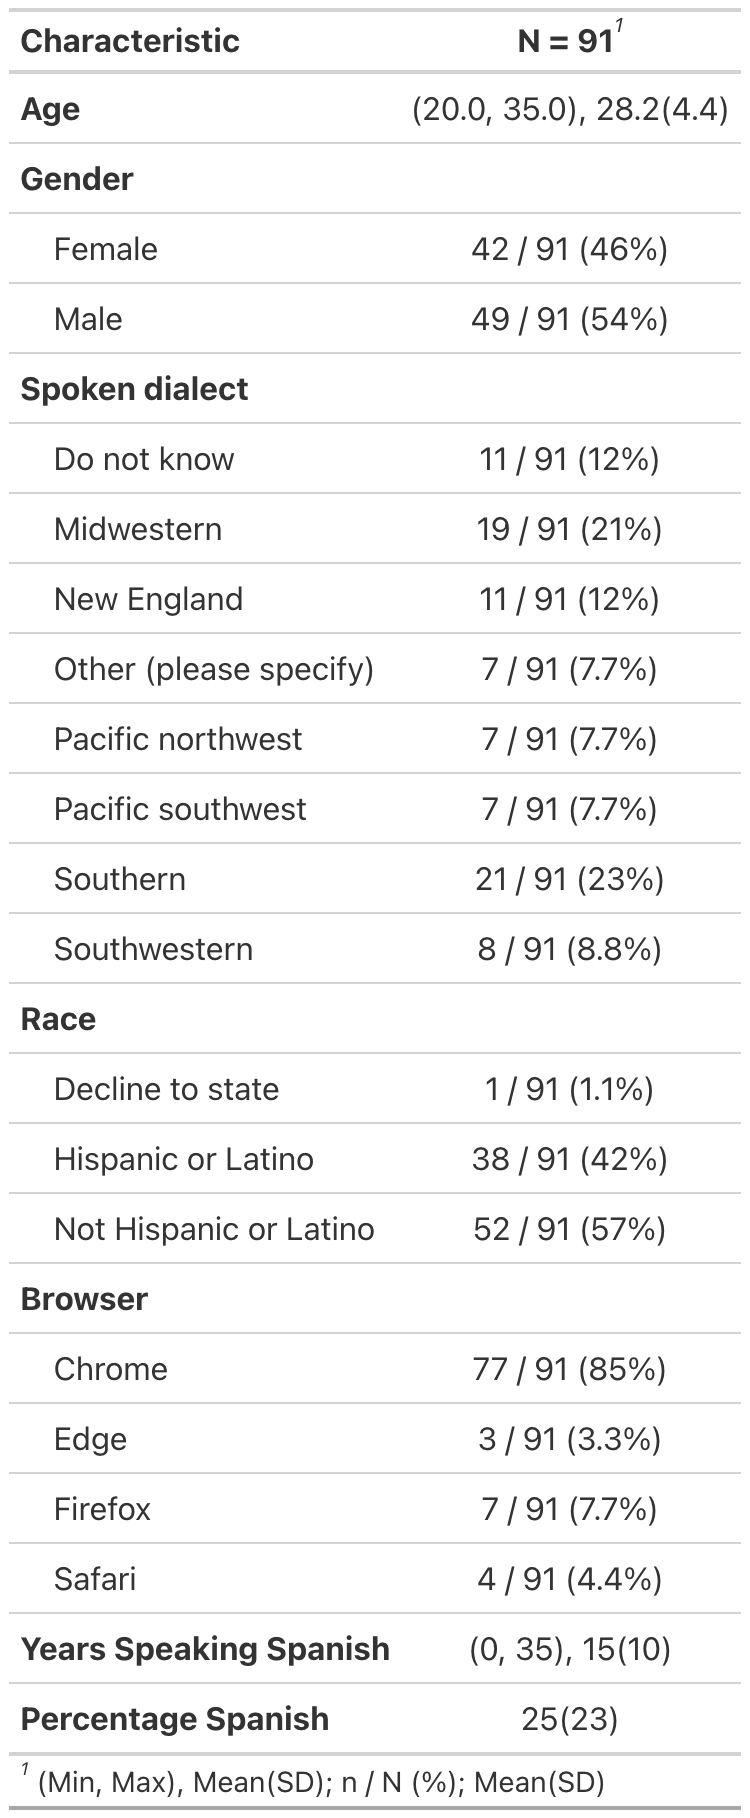 Characteristic N = 91¹
Age (20.0, 35.0), 28.2(4.4)
Gender
Female 42 / 91 (46%)
Male 49 / 91 (54%)
Spoken dialect
Do not know 11 / 91 (12%)
Midwestern 19 / 91 (21%)
New England 11 / 91 (12%)
Other (please specify) 7 / 91 (7.7%)
Pacific northwest 7 / 91 (7.7%)
Pacific southwest 7 / 91 (7.7%)
Southern 21 / 91 (23%)
Southwestern 8 / 91 (8.8%)
Race
Decline to state 1 / 91 (1.1%)
Hispanic or Latino 38 / 91 (42%)
Not Hispanic or Latino 52 / 91 (57%)
Browser
Chrome 77 / 91 (85%)
Edge 3 / 91 (3.3%)
Firefox 7 / 91 (7.7%)
Safari 4 / 91 (4.4%)
Years Speaking Spanish (0, 35), 15(10)
Percentage Spanish 25(23)
¹ (Min, Max), Mean(SD); n / N (%); Mean(SD)